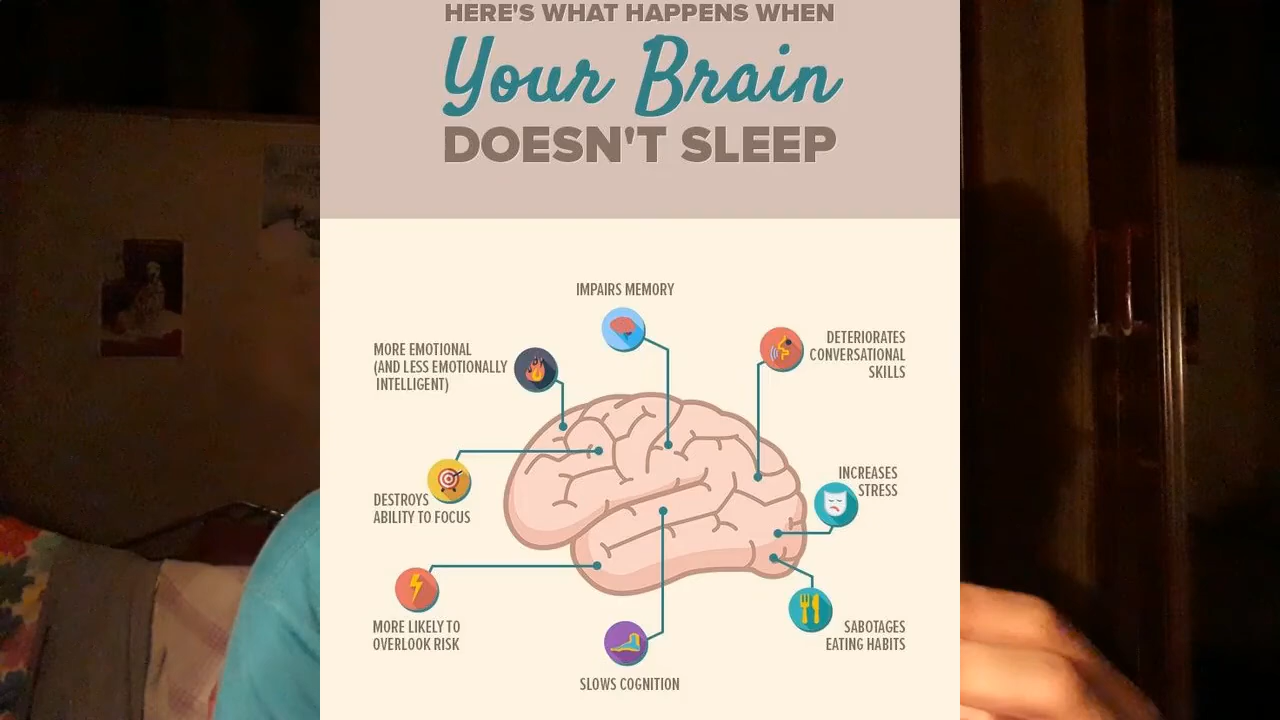 HERE'S WHAT HAPPENS WHEN
Your Brain
DOESN'T SLEEP
IMPAIRS MEMORY
MORE EMOTIONAL
(AND LESS EMOTIONALLY
INTELLIGENT)
DETERIORATES
CONVERSATIONAL
SKILLS
DESTROYS
ABILITY TO FOCUS
INCREASES
STRESS
MORE LIKELY TO
OVERLOOK RISK
SABOTAGES
EATING HABITS
SLOWS COGNITION